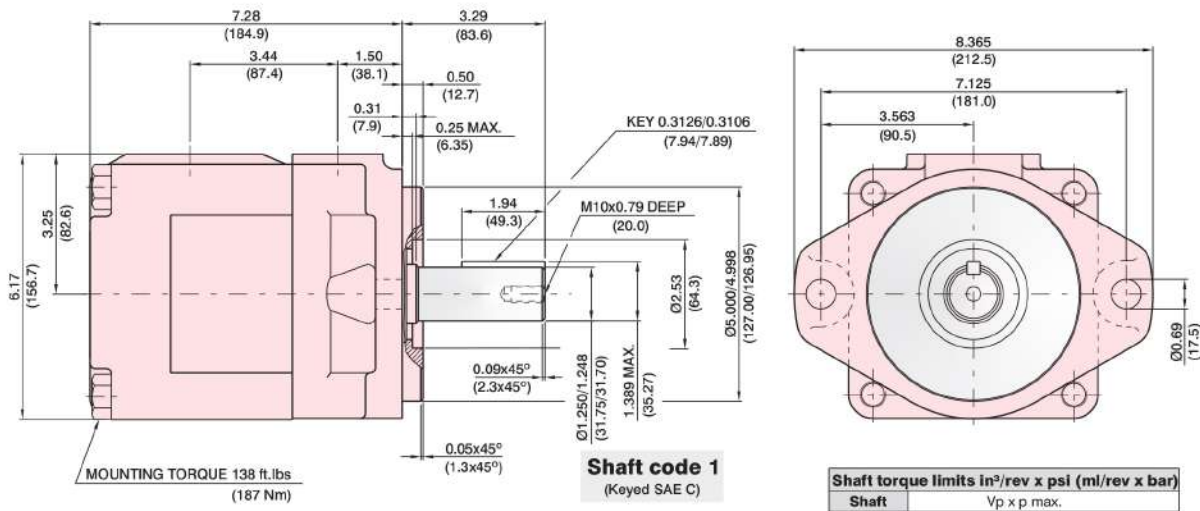 7.28
(184.9)
3.29
(83.6)
3.44
(87.4)
1.50
(38.1)
0.50
(12.7)
0.31
(7.9)
0.25 MAX.
(6.35)
KEY 0.3126/0.3106
(7.94/7.89)
1.94
(49.3)
M10x0.79 DEEP
(20.0)
3.25
(82.6)
6.17
(156.7)
Ø2.53
(64.3)
Ø5.000/4.998
(127.00/126.95)
0.09x45º
(2.3x45º)
Ø1.250/1.248
(31.75/31.70)
1.389 MAX.
(35.27)
0.05x45º
(1.3x45º)
MOUNTING TORQUE 138 ft.lbs
(187 Nm)
Shaft code 1
(Keyed SAE C)
8.365
(212.5)
7.125
(181.0)
3.563
(90.5)
Ø0.69
(17.5)
Shaft torque limits in³/rev x psi (ml/rev x bar)
Shaft Vp x p max.